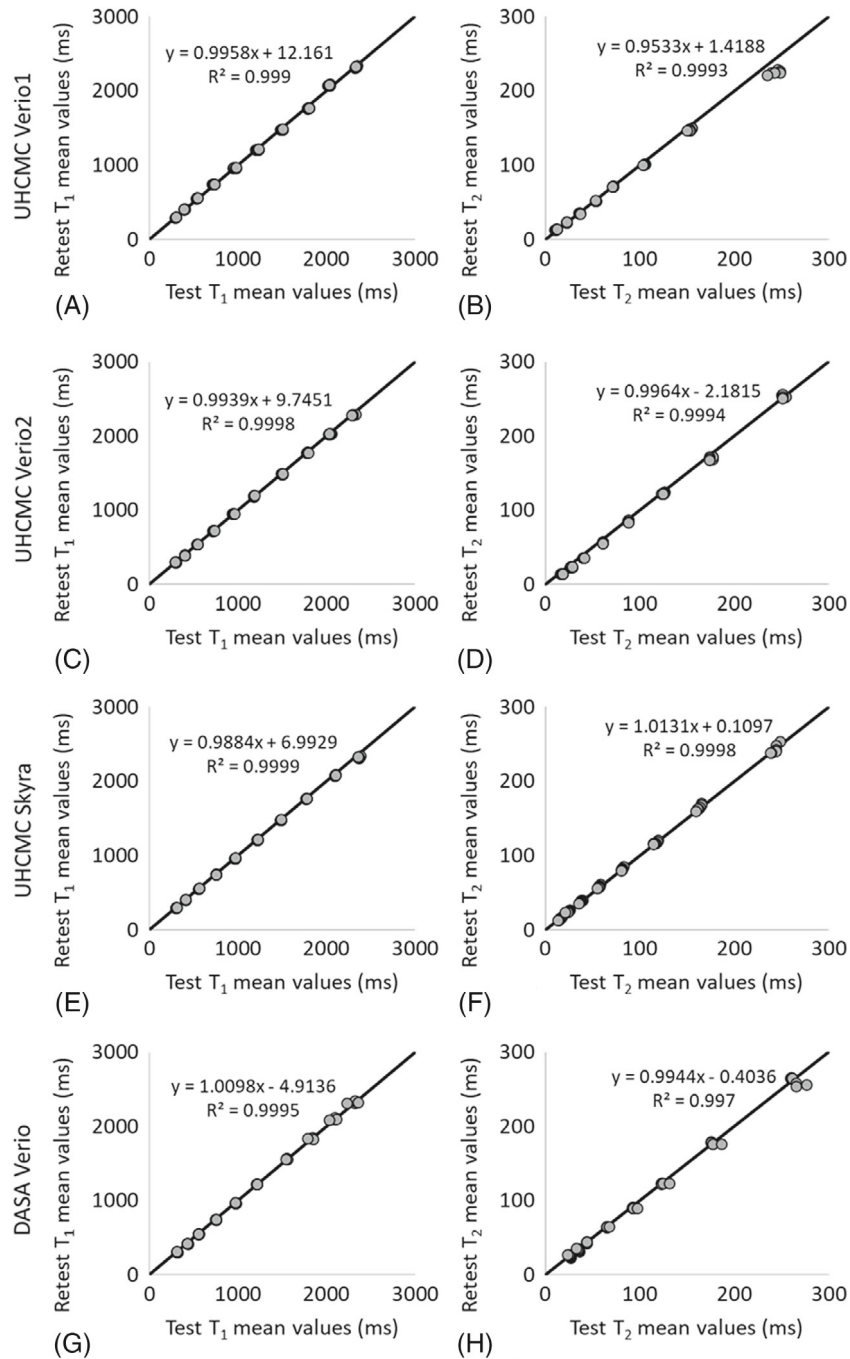 UHCMC Verio1
Retest T₁ mean values (ms)
3000
2000
1000
0
y = 0.9958x + 12.161
R² = 0.999
0 1000 2000 3000
Test T₁ mean values (ms)
(A)
Retest T₂ mean values (ms)
300
200
100
0
y = 0.9533x + 1.4188
R² = 0.9993
0 100 200 300
Test T₂ mean values (ms)
(B)
UHCMC Verio2
Retest T₁ mean values (ms)
3000
2000
1000
0
y = 0.9939x + 9.7451
R² = 0.9998
0 1000 2000 3000
Test T₁ mean values (ms)
(C)
Retest T₂ mean values (ms)
300
200
100
0
y = 0.9964x - 2.1815
R² = 0.9994
0 100 200 300
Test T₂ mean values (ms)
(D)
UHCMC Skyra
Retest T₁ mean values (ms)
3000
2000
1000
0
y = 0.9884x + 6.9929
R² = 0.9999
0 1000 2000 3000
Test T₁ mean values (ms)
(E)
Retest T₂ mean values (ms)
300
200
100
0
y = 1.0131x + 0.1097
R² = 0.9998
0 100 200 300
Test T₂ mean values (ms)
(F)
DASA Verio
Retest T₁ mean values (ms)
3000
2000
1000
0
y = 1.0098x - 4.9136
R² = 0.9995
0 1000 2000 3000
Test T₁ mean values (ms)
(G)
Retest T₂ mean values (ms)
300
200
100
0
y = 0.9944x - 0.4036
R² = 0.997
0 100 200 300
Test T₂ mean values (ms)
(H)